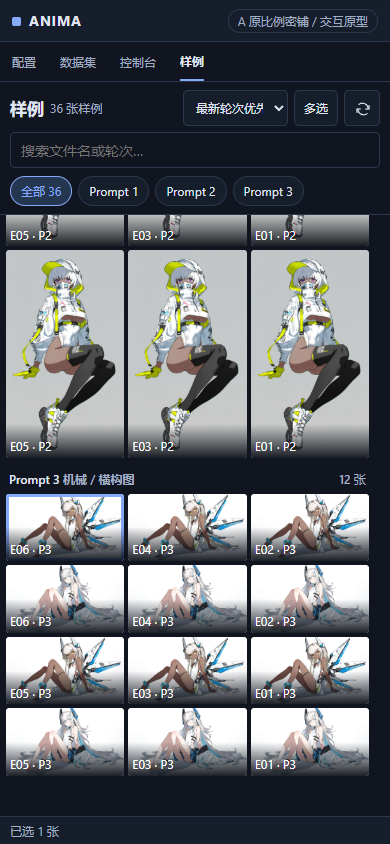 ANIMA
A 原比例密铺 / 交互原型
配置 数据集 控制台 样例
样例 36 张样例 最新轮次优先 多选
搜索文件名或轮次...
全部 36 Prompt 1 Prompt 2 Prompt 3
E05 · P2 E03 · P2 E01 · P2
E05 · P2 E03 · P2 E01 · P2
Prompt 3 机械 / 横构图 12 张
E06 · P3 E04 · P3 E02 · P3
E06 · P3 E04 · P3 E02 · P3
E05 · P3 E03 · P3 E01 · P3
E05 · P3 E03 · P3 E01 · P3
已选 1 张